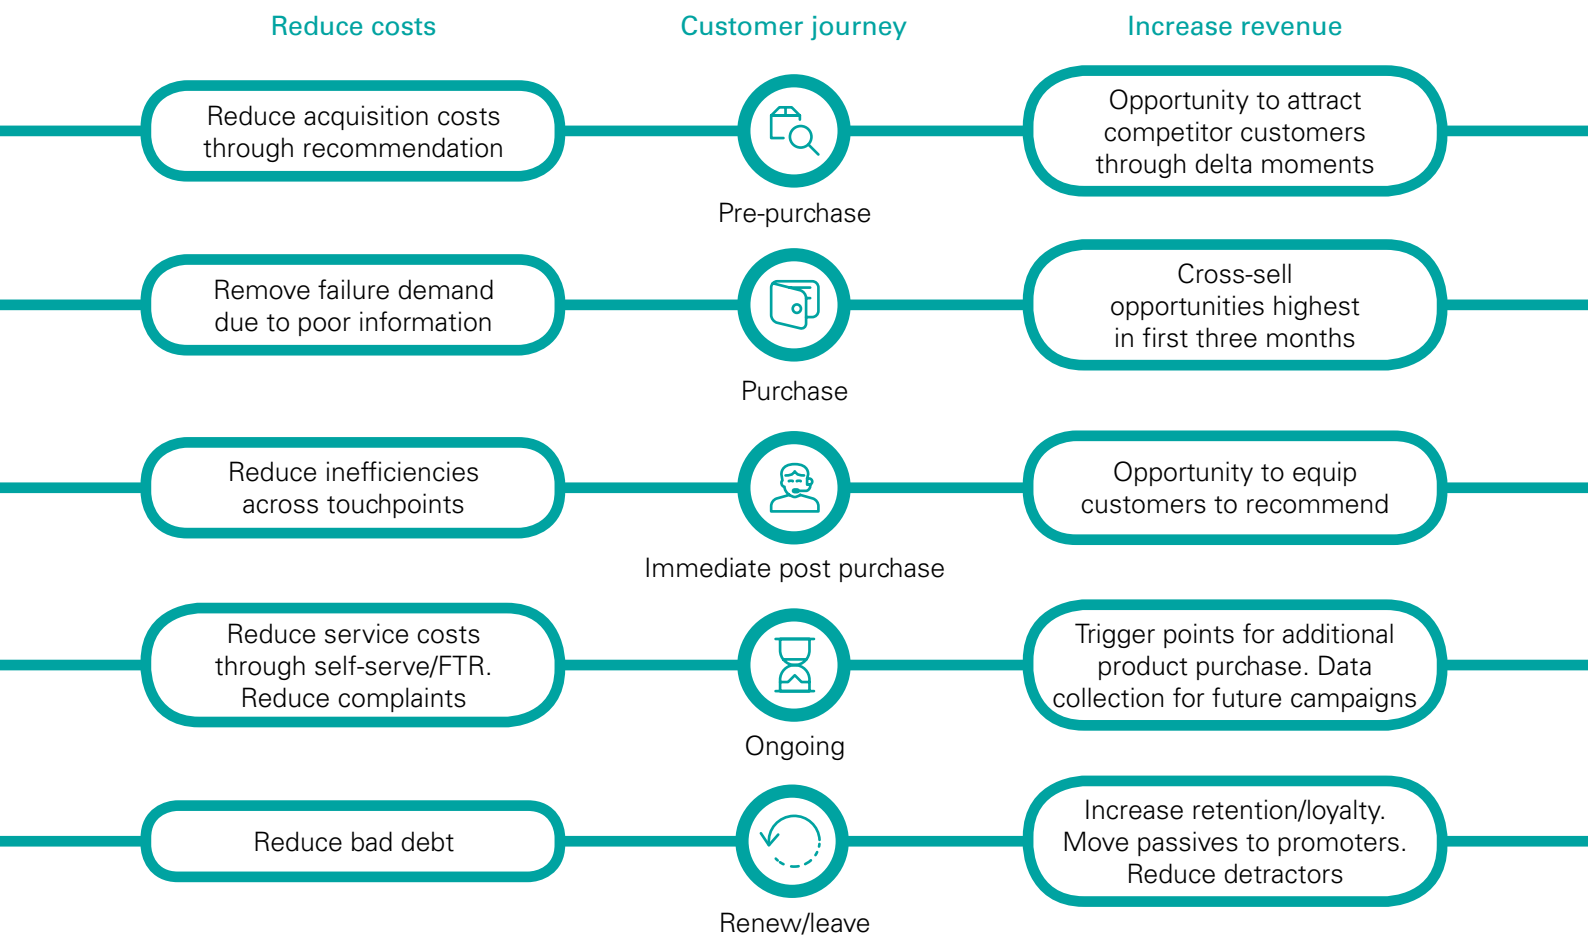 Reduce costs
Customer journey
Increase revenue
Reduce acquisition costs
through recommendation
Pre-purchase
Opportunity to attract
competitor customers
through delta moments
Remove failure demand
due to poor information
Purchase
Cross-sell
opportunities highest
in first three months
Reduce inefficiencies
across touchpoints
Immediate post purchase
Opportunity to equip
customers to recommend
Reduce service costs
through self-serve/FTR.
Reduce complaints
Ongoing
Trigger points for additional
product purchase. Data
collection for future campaigns
Reduce bad debt
Renew/leave
Increase retention/loyalty.
Move passives to promoters.
Reduce detractors